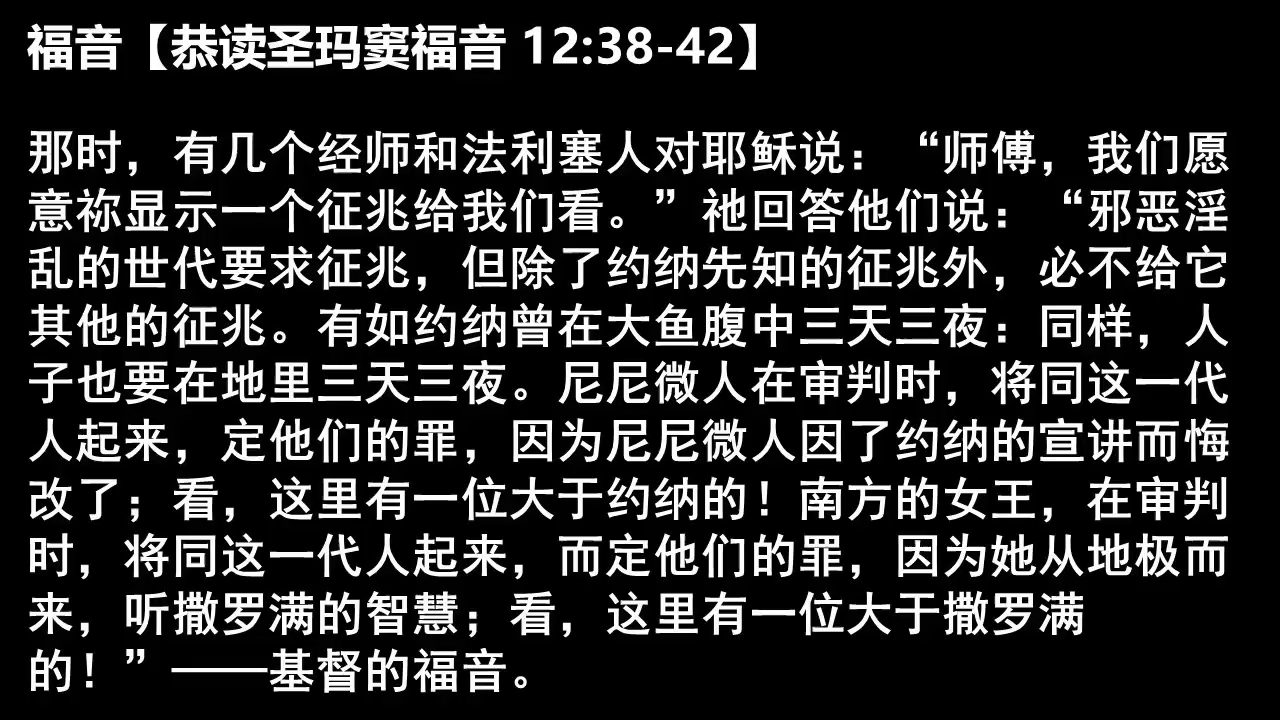 福音【恭读圣玛窦福音 12:38-42】
那时，有几个经师和法利塞人对耶稣说：“师傅，我们愿
意祢显示一个征兆给我们看。”祂回答他们说：“邪恶淫
乱的世代要求征兆，但除了约纳先知的征兆外，必不给它
其他的征兆。有如约纳曾在大鱼腹中三天三夜：同样，人
子也要在地里三天三夜。尼尼微人在审判时，将同这一代
人起来，定他们的罪，因为尼尼微人因了约纳的宣讲而悔
改了；看，这里有一位大于约纳的！南方的女王，在审判
时，将同这一代人起来，而定他们的罪，因为她从地极而
来，听撒罗满的智慧；看，这里有一位大于撒罗满
的！”——基督的福音。